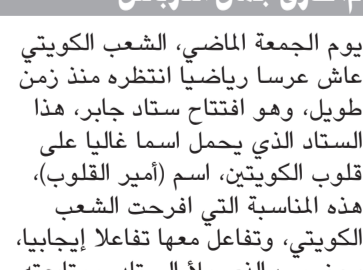 يوم الجمعة الماضي، الشعب الكويتي
عاش عرسا رياضيا انتظره منذ زمن
طويل، وهو افتتاح ستاد جابر، هذا
الستاد الذي يحمل اسما غاليا على
قلوب الكويتين، اسم (أمير القلوب)،
هذه المناسبة التي افرحت الشعب
الكويتي، وتفاعل معها تفاعلا إيجابيا،